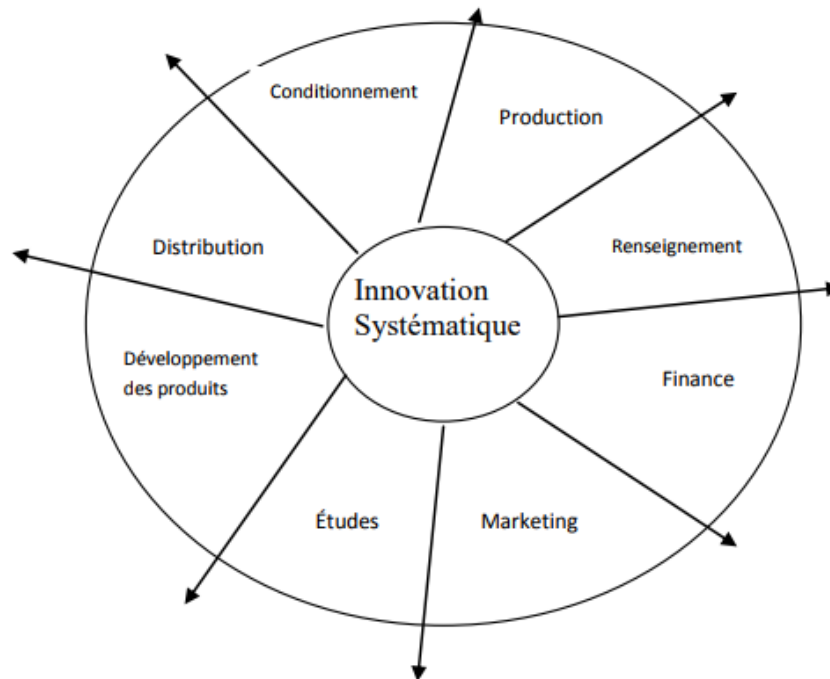 Conditionnement
Production
Distribution
Renseignement
Innovation
Systématique
Développement
des produits
Finance
Études
Marketing